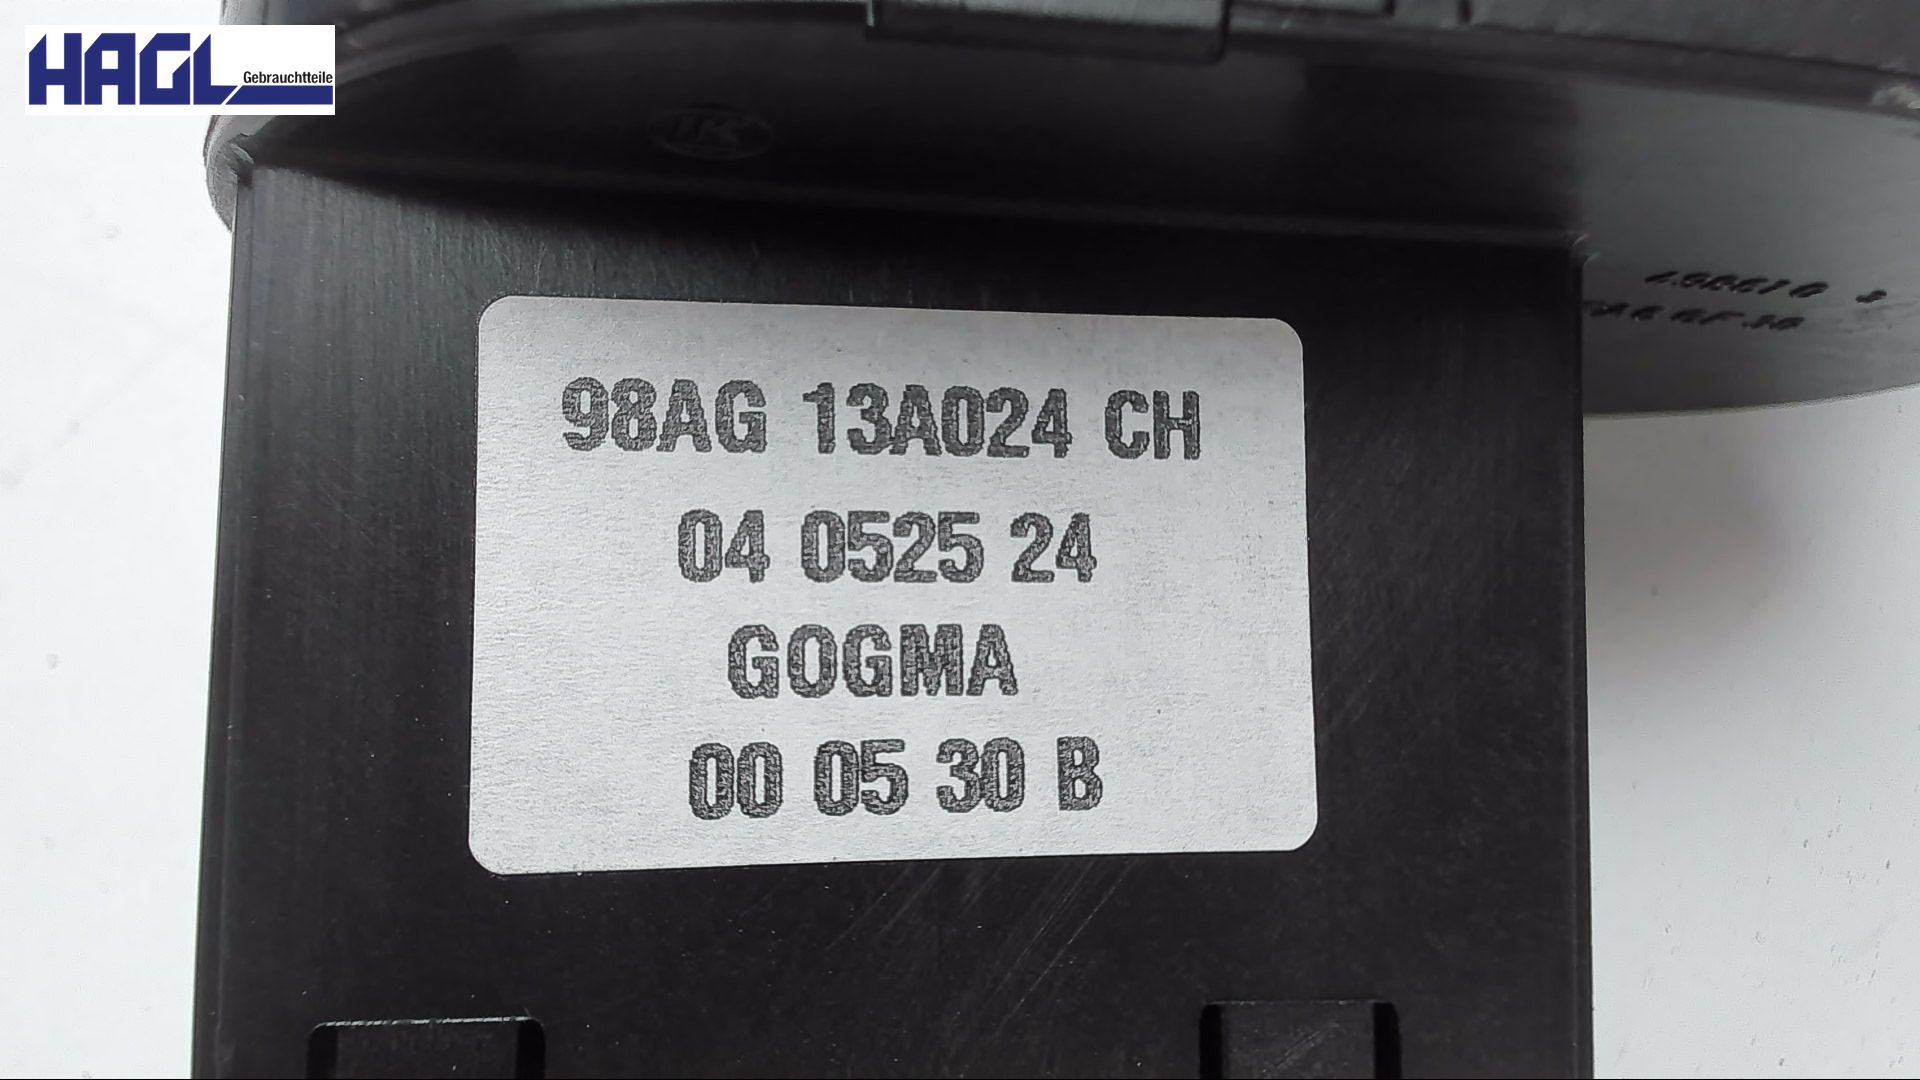 HAGL
Gebrauchtteile
98AG 13A024 CH
04 0525 24
GOGMA
00 05 30 B